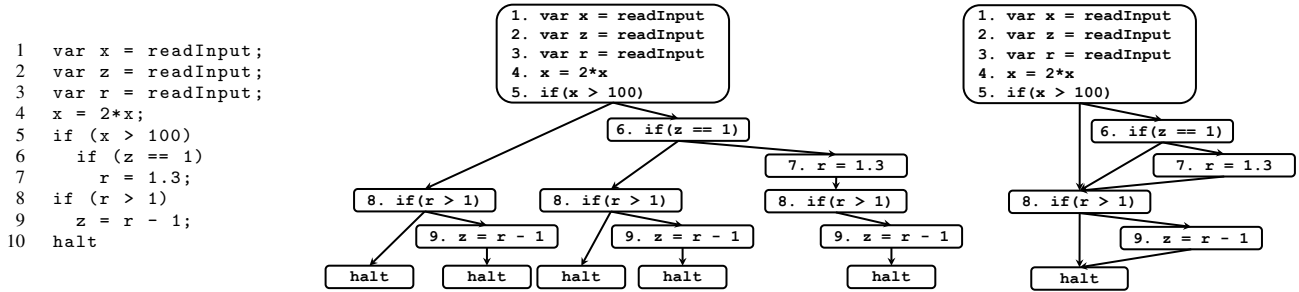 1 var x = readInput;
2 var z = readInput;
3 var r = readInput;
4 x = 2*x;
5 if (x > 100)
6 if (z == 1)
7 r = 1.3;
8 if (r > 1)
9 z = r - 1;
10 halt
1. var x = readInput
2. var z = readInput
3. var r = readInput
4. x = 2*x
5. if(x > 100)
6. if(z == 1)
7. r = 1.3
8. if(r > 1)
8. if(r > 1)
8. if(r > 1)
9. z = r - 1
9. z = r - 1
9. z = r - 1
halt
halt
halt
halt
halt
1. var x = readInput
2. var z = readInput
3. var r = readInput
4. x = 2*x
5. if(x > 100)
6. if(z == 1)
7. r = 1.3
8. if(r > 1)
9. z = r - 1
halt